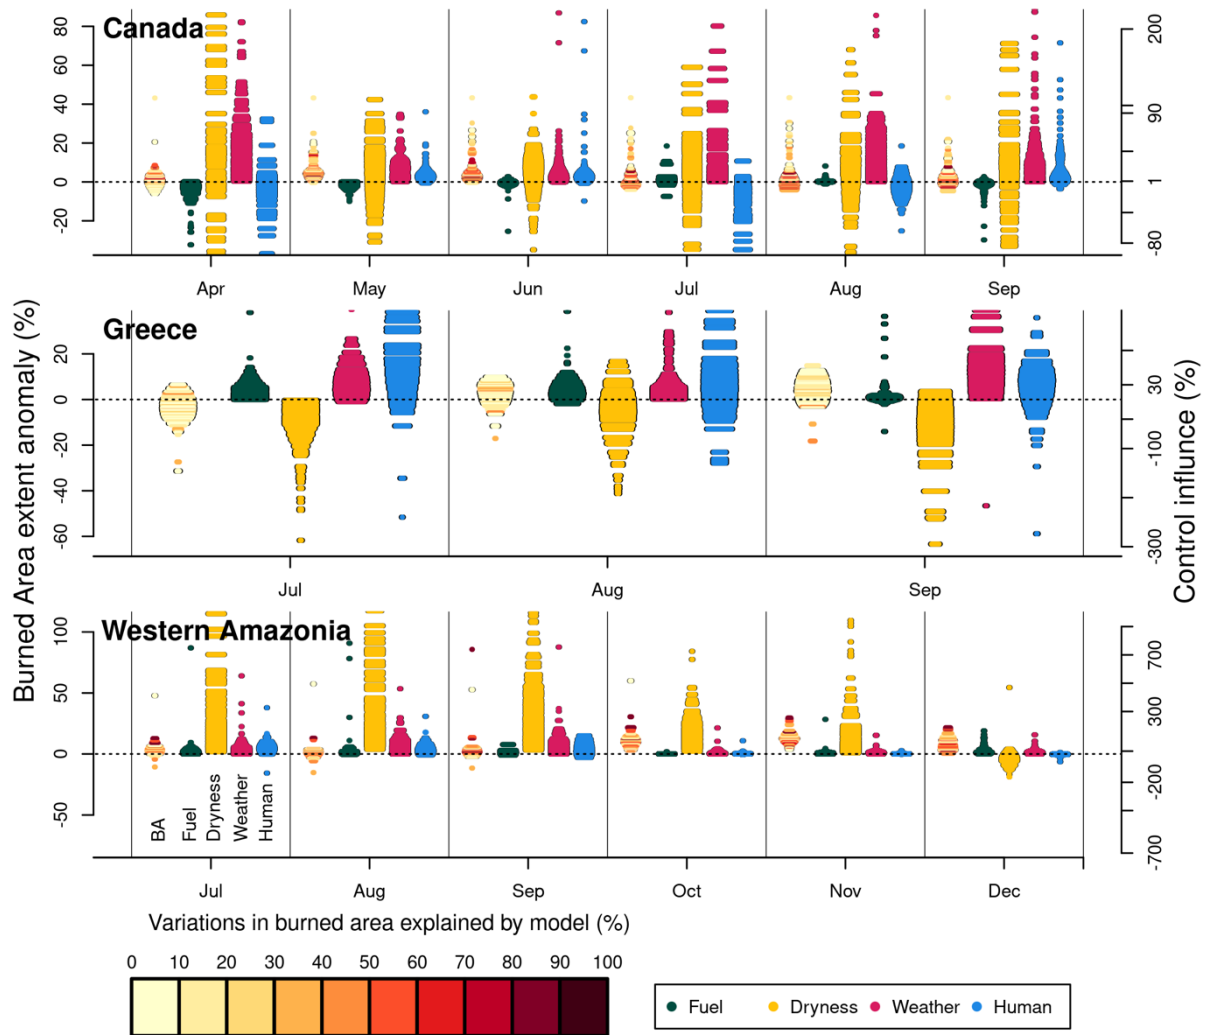 Canada
80
60
40
20
0
20
200
90
1
-80
Apr May Jun Jul Aug Sep
Greece
20
0
20
-40
-60
30
-100
-300
Jul Aug Sep
Burned Area extent anomaly (%)
Control influnce (%)
Western Amazonia
100
50
0
-50
700
300
-200
-700
BA Fuel Dryness Weather Human
Jul Aug Sep Oct Nov Dec
Variations in burned area explained by model (%)
0 10 20 30 40 50 60 70 80 90 100
Fuel Dryness Weather Human